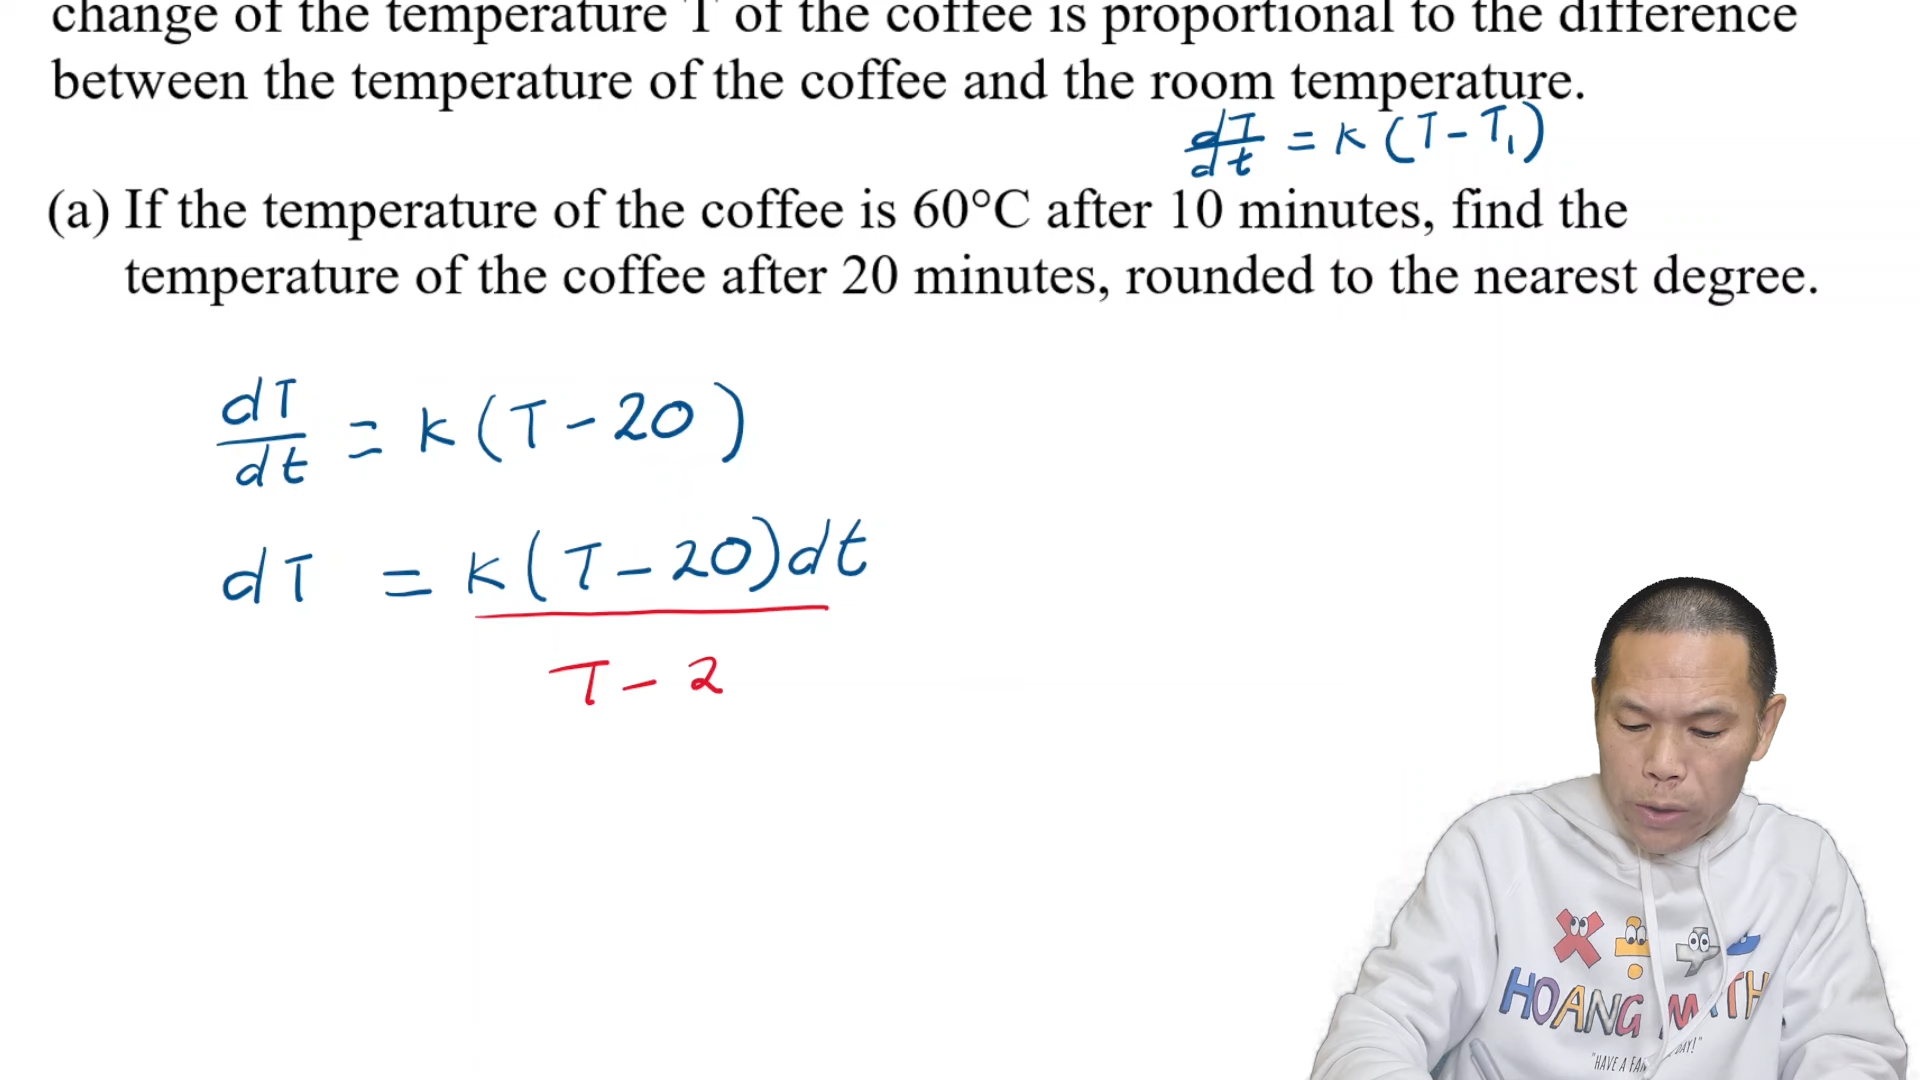 change of the temperature T of the coffee is proportional to the difference
between the temperature of the coffee and the room temperature.
dT/dt = k (T - T₁)
(a) If the temperature of the coffee is 60°C after 10 minutes, find the
temperature of the coffee after 20 minutes, rounded to the nearest degree.
dT/dt = k (T - 20)
dT = k (T - 20) dt
T - 2
HOANG MATH
"HAVE A DAY!"